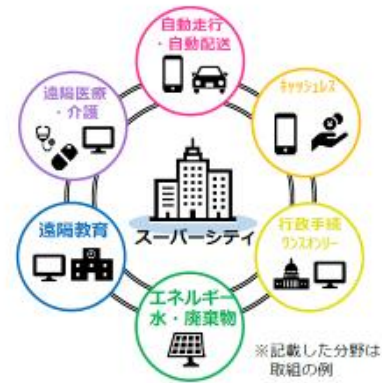 自動走行
・自動配送
遠隔医療
・介護
キャッシュレス
スーパーシティ
遠隔教育
行政手続
ワンスオンリー
エネルギー
水・廃棄物
※記載した分野は
取組の例